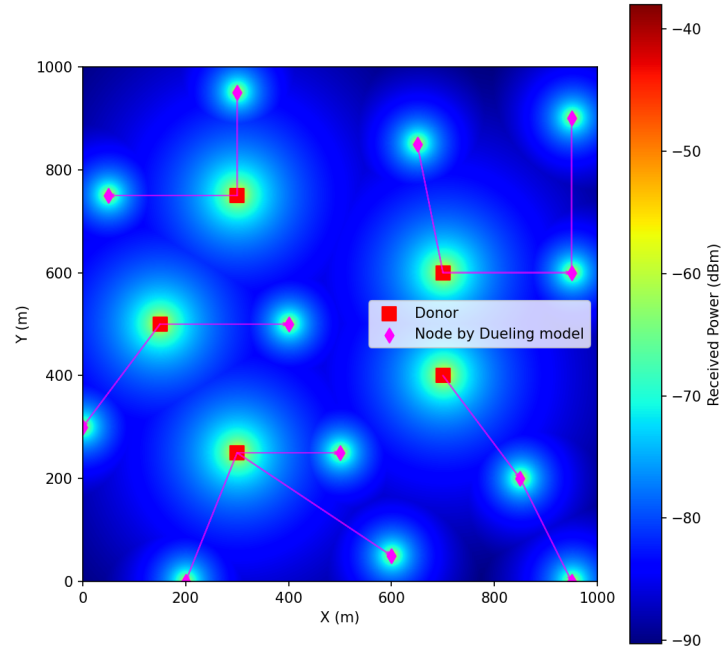 1000
800
600
400
200
0
Y (m)
0 200 400 600 800 1000
X (m)
Donor
Node by Dueling model
−40
−50
−60
−70
−80
−90
Received Power (dBm)